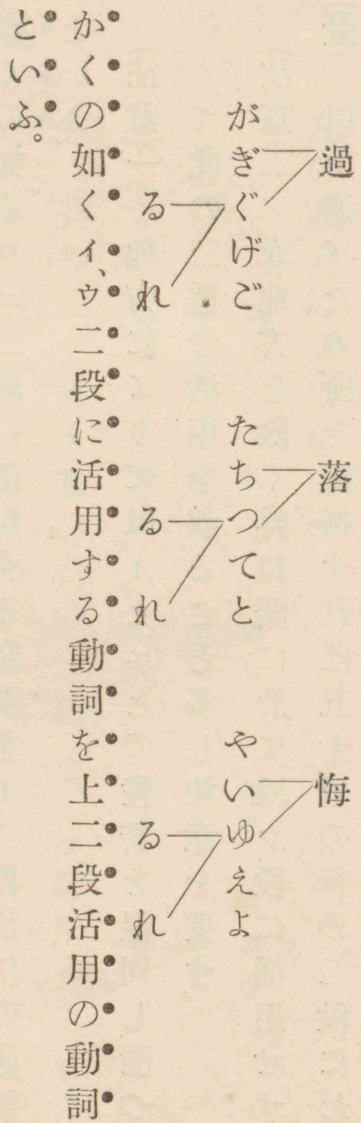 過　落　悔
がぎぐげご　たちつてと　やいゆえよ
る　れ　る　れ　る　れ
かくの如くィ、ゥ二段に活用する動詞を上二段活用の動詞
といふ。